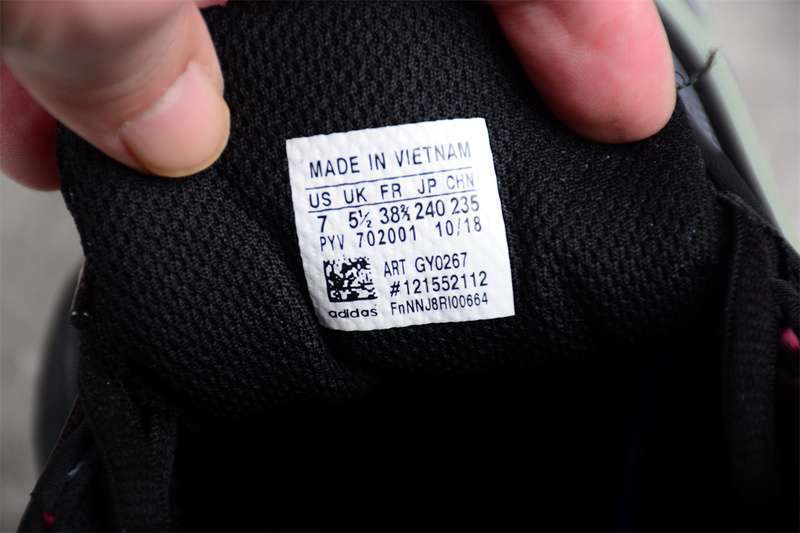 MADE IN VIETNAM
US UK FR JP CHN
7 5½ 38⅔ 240 235
PYV 702001 10/18
ART GY0267
#121552112
adidas FnNNJ8RI00664